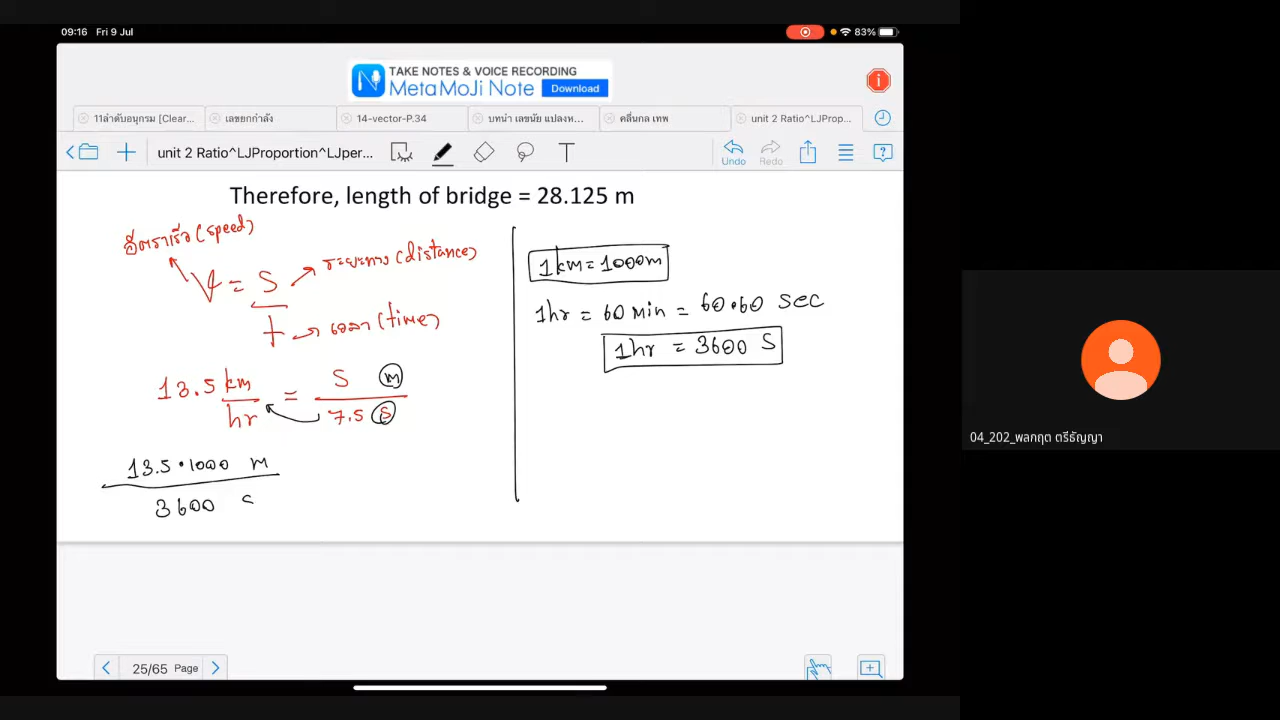 09:16 Fri 9 Jul
83%
TAKE NOTES & VOICE RECORDING
MetaMoJi Note Download
11ลำดับอนุกรม [Clear...
เลขยกกำลัง
14-vector-P.34
บทนำ เลขนัย แปลงห...
คลื่นกล เทพ
unit 2 Ratio^LJProp...
unit 2 Ratio^LJProportion^LJper...
T
Undo
Redo
Therefore, length of bridge = 28.125 m
อัตราเร็ว (speed)
ระยะทาง (distance)
V = S
t
เวลา (time)
13.5 km = S m
hr 7.5 s
13.5 • 1000 m
3600 s
1km = 1000m
1hr = 60 min = 60•60 sec
1hr = 3600 S
04_202_พลกฤต ตรีธัญญา
25/65 Page